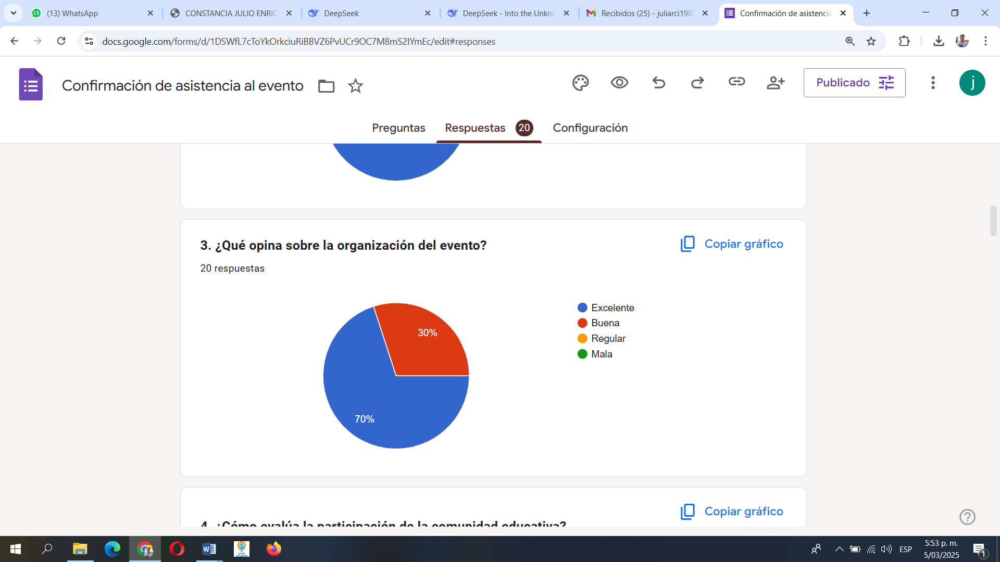 13
(13) WhatsApp
CONSTANCIA JULIO ENRIC
DeepSeek
DeepSeek - Into the Unkno
Recibidos (25) - juliarci198
Confirmación de asistencia
docs.google.com/forms/d/1DSWfL7cToYkOrkciuRiBBVZ6PvUCr9OC7M8mS2IYmEc/edit#responses
Confirmación de asistencia al evento
Publicado
j
Preguntas
Respuestas 20
Configuración
3. ¿Qué opina sobre la organización del evento?
Copiar gráfico
20 respuestas
Excelente
Buena
Regular
Mala
30%
70%
Copiar gráfico
4. ¿Cómo evalúa la participación de la comunidad educativa?
ESP
5:53 p. m.
5/03/2025
1